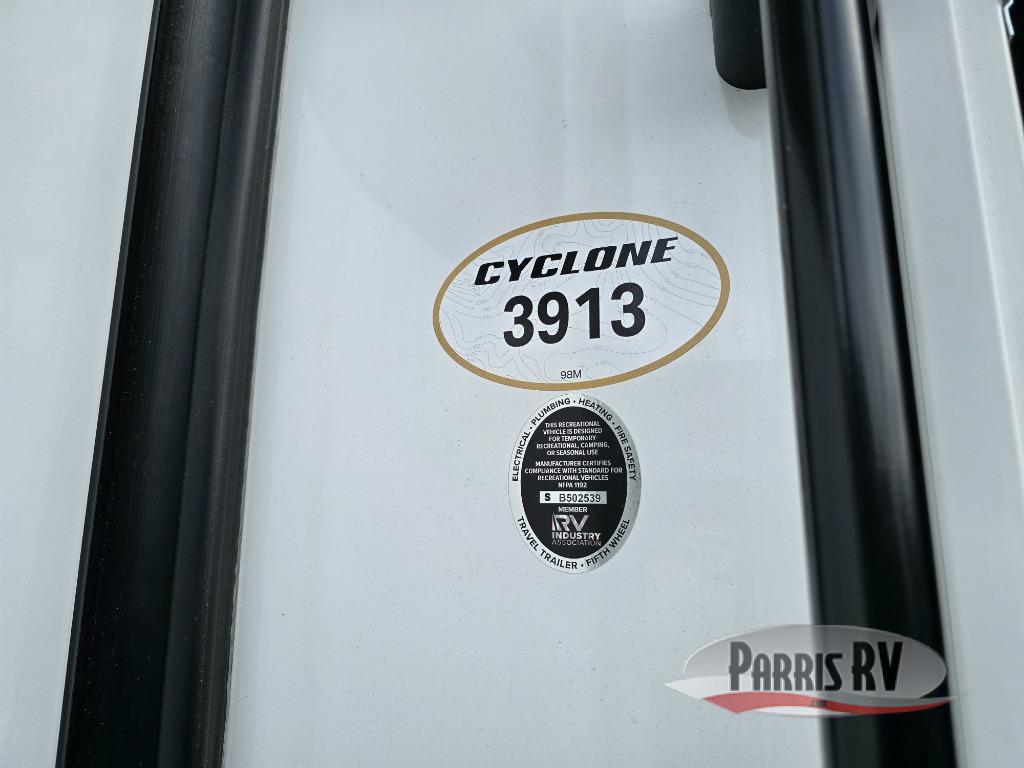 CYCLONE
3913
98M
ELECTRICAL • PLUMBING • HEATING • FIRE SAFETY
THIS RECREATIONAL
VEHICLE IS DESIGNED
FOR TEMPORARY
RECREATIONAL, CAMPING,
OR SEASONAL USE
MANUFACTURER CERTIFIES
COMPLIANCE WITH STANDARD FOR
RECREATIONAL VEHICLES
NFPA 1192
S B502539
MEMBER
RV
INDUSTRY
ASSOCIATION
TRAVEL TRAILER • FIFTH WHEEL
PARRIS RV
.com